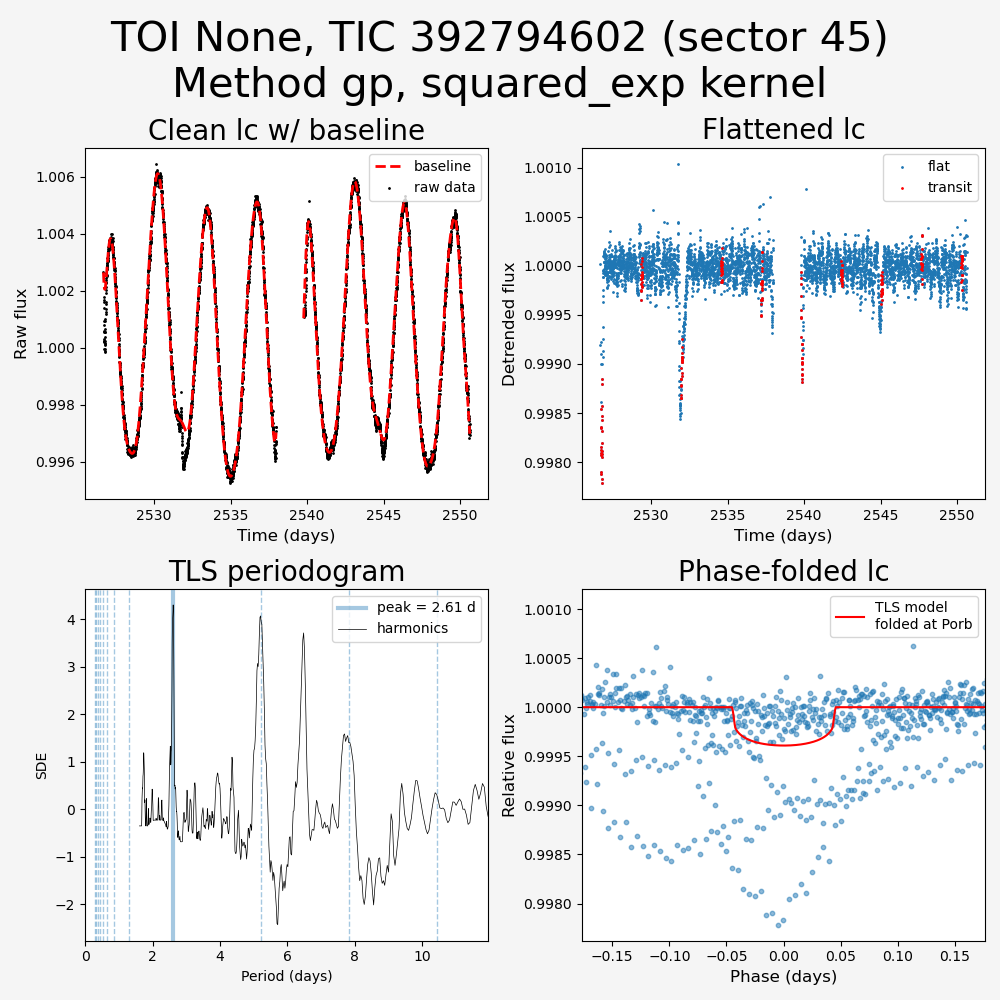 TOI None, TIC 392794602 (sector 45)
Method gp, squared_exp kernel
Clean lc w/ baseline
baseline
raw data
1.006
1.004
1.002
1.000
0.998
0.996
Raw flux
2530
2535
2540
2545
2550
Time (days)
Flattened lc
flat
transit
1.0010
1.0005
1.0000
0.9995
0.9990
0.9985
0.9980
Detrended flux
2530
2535
2540
2545
2550
Time (days)
TLS periodogram
peak = 2.61 d
harmonics
4
3
2
1
0
−1
−2
SDE
0
2
4
6
8
10
Period (days)
Phase-folded lc
TLS model
folded at Porb
1.0010
1.0005
1.0000
0.9995
0.9990
0.9985
0.9980
Relative flux
−0.15
−0.10
−0.05
0.00
0.05
0.10
0.15
Phase (days)